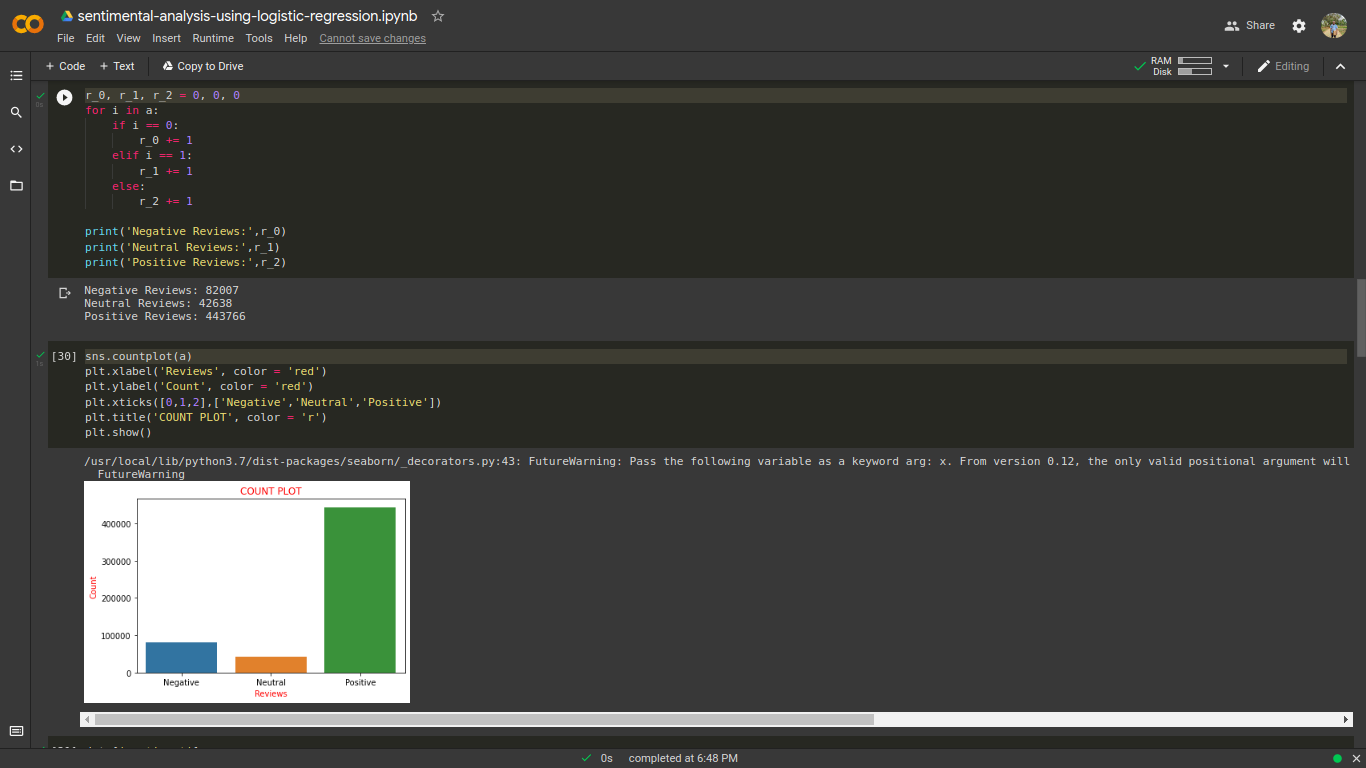 sentimental-analysis-using-logistic-regression.ipynb
File Edit View Insert Runtime Tools Help Cannot save changes
Share
+ Code + Text Copy to Drive
RAM
Disk
Editing
r_0, r_1, r_2 = 0, 0, 0
for i in a:
    if i == 0:
        r_0 += 1
    elif i == 1:
        r_1 += 1
    else:
        r_2 += 1
print('Negative Reviews:',r_0)
print('Neutral Reviews:',r_1)
print('Positive Reviews:',r_2)
Negative Reviews: 82007
Neutral Reviews: 42638
Positive Reviews: 443766
[30] sns.countplot(a)
plt.xlabel('Reviews', color = 'red')
plt.ylabel('Count', color = 'red')
plt.xticks([0,1,2],['Negative','Neutral','Positive'])
plt.title('COUNT PLOT', color = 'r')
plt.show()
/usr/local/lib/python3.7/dist-packages/seaborn/_decorators.py:43: FutureWarning: Pass the following variable as a keyword arg: x. From version 0.12, the only valid positional argument will
  FutureWarning
COUNT PLOT
400000
300000
200000
100000
0
Count
Negative Neutral Positive
Reviews
0s completed at 6:48 PM